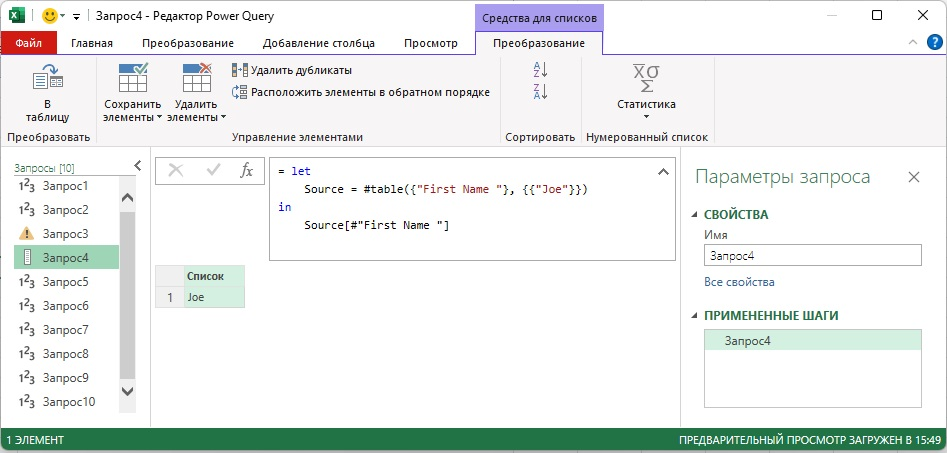 Запрос4 - Редактор Power Query
Средства для списков
Файл
Главная
Преобразование
Добавление столбца
Просмотр
Преобразование
В
таблицу
Преобразовать
Сохранить
элементы
Удалить
элементы
Удалить дубликаты
Расположить элементы в обратном порядке
Управление элементами
Сортировать
Статистика
Нумерованный список
Запросы [10]
Запрос1
Запрос2
Запрос3
Запрос4
Запрос5
Запрос6
Запрос7
Запрос8
Запрос9
Запрос10
fx
= let
Source = #table({"First Name "}, {{"Joe"}})
in
Source[#"First Name "]
Список
1 Joe
Параметры запроса
СВОЙСТВА
Имя
Запрос4
Все свойства
ПРИМЕНЕННЫЕ ШАГИ
Запрос4
1 ЭЛЕМЕНТ
ПРЕДВАРИТЕЛЬНЫЙ ПРОСМОТР ЗАГРУЖЕН В 15:49